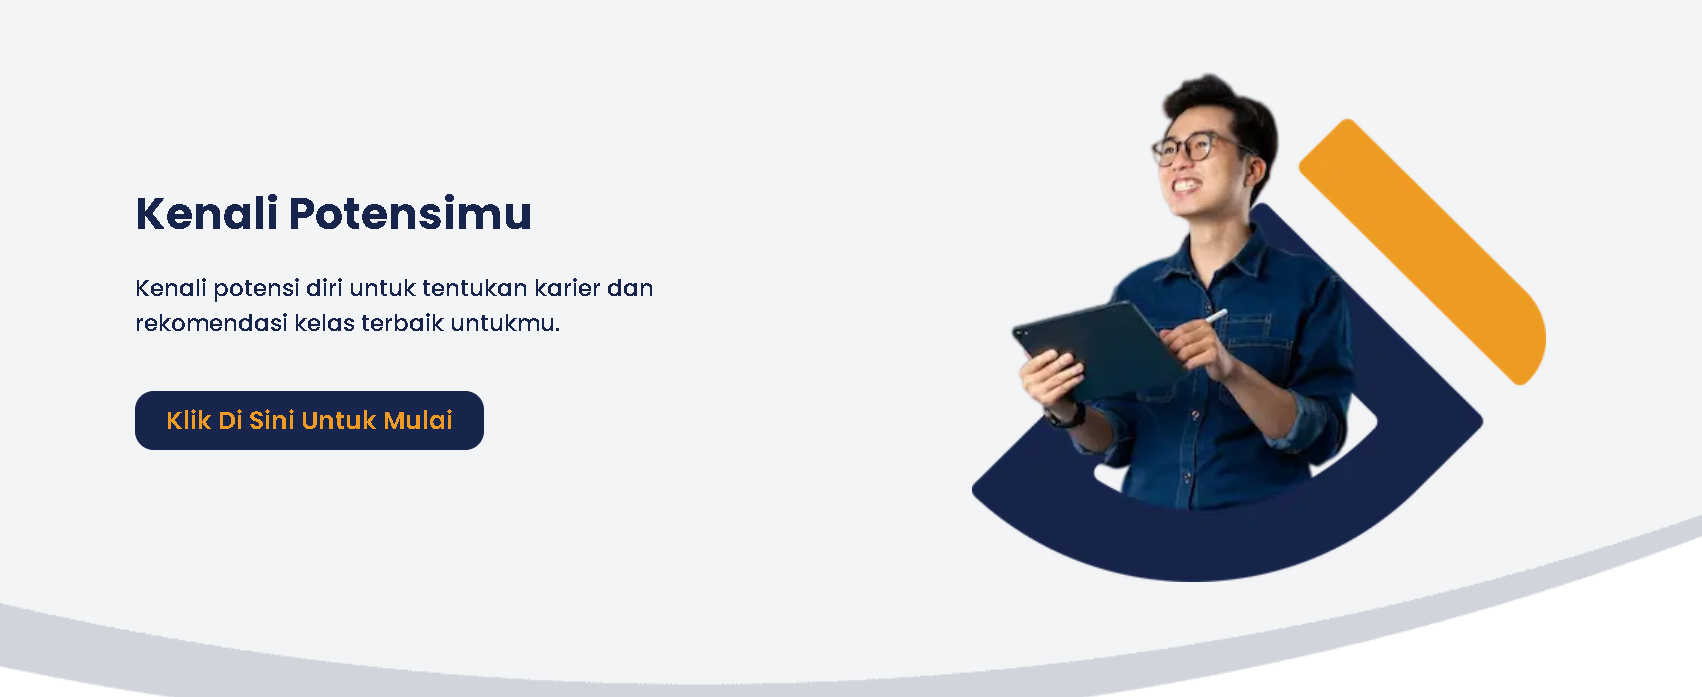 Kenali Potensimu
Kenali potensi diri untuk tentukan karier dan
rekomendasi kelas terbaik untukmu.
Klik Di Sini Untuk Mulai